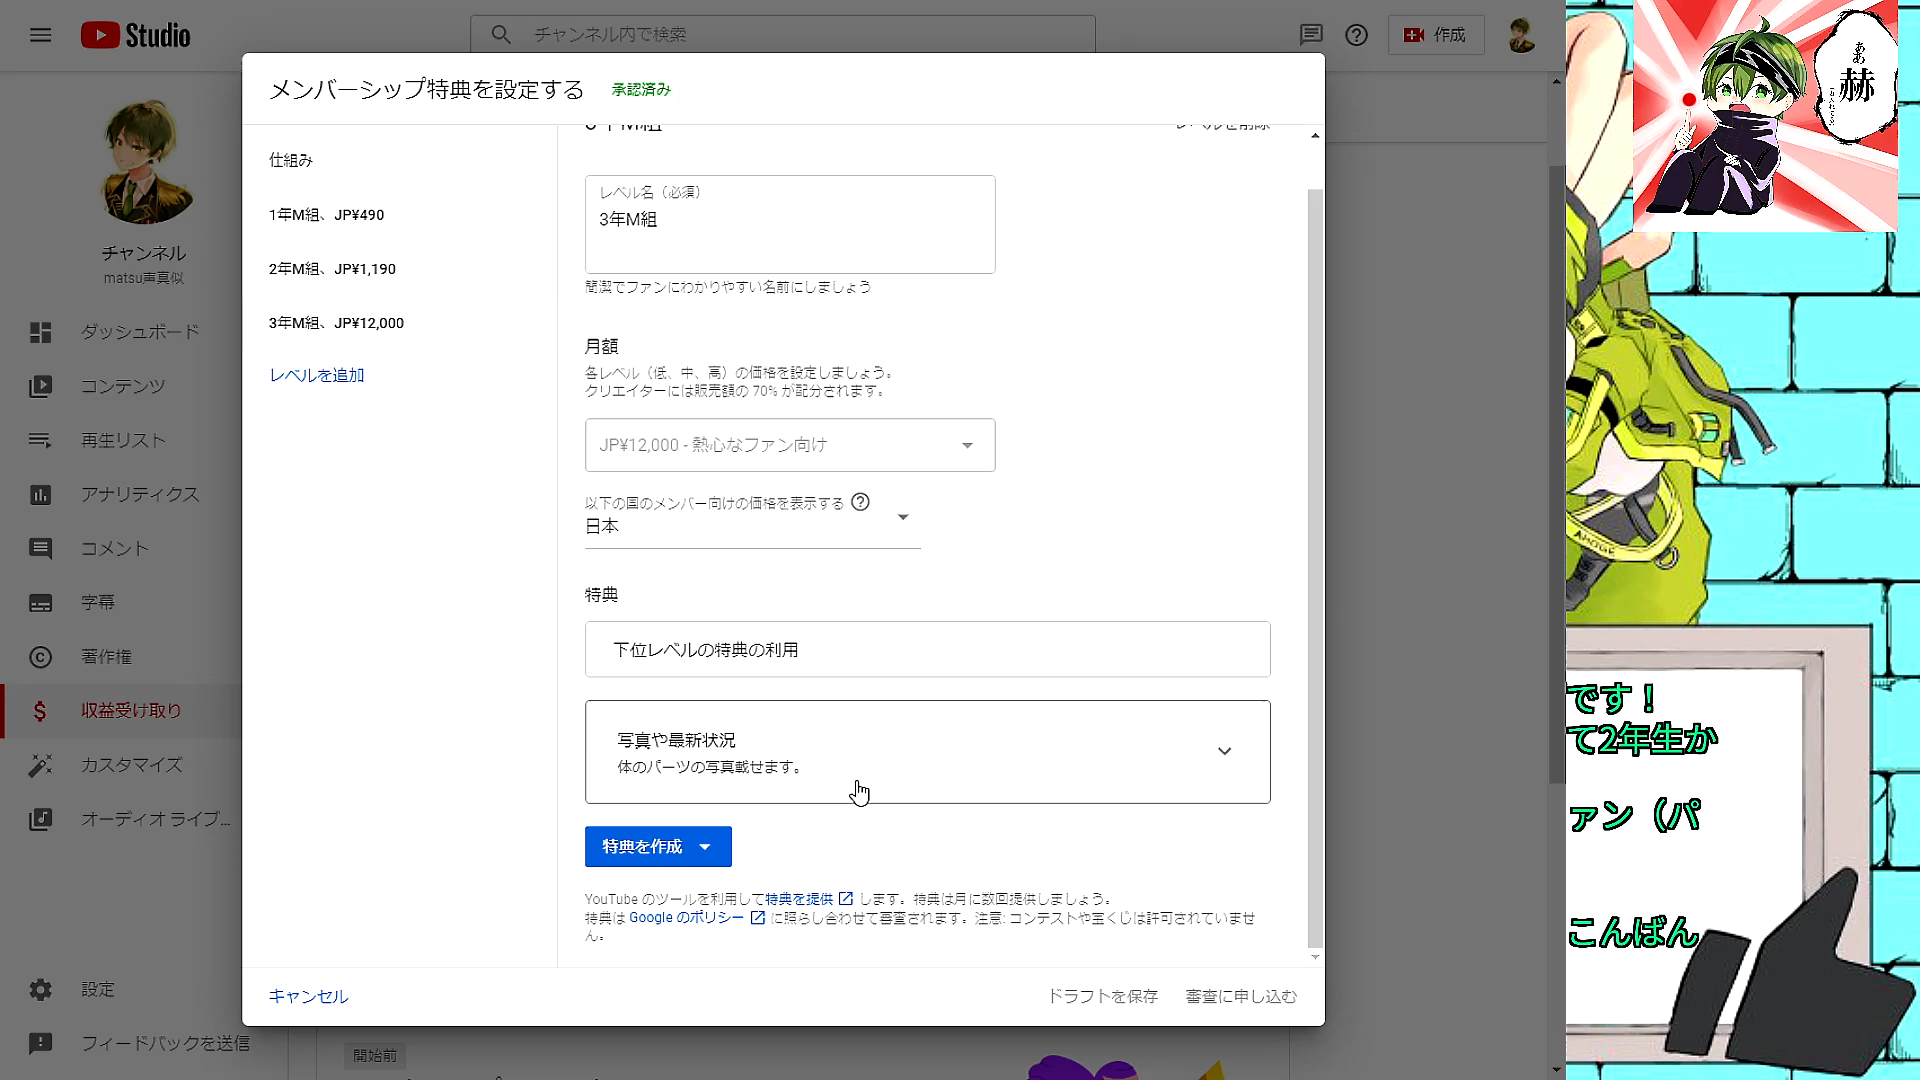 Studio
チャンネル内で検索
作成
メンバーシップ特典を設定する
承認済み
チャンネル
matsu声真似
ダッシュボード
コンテンツ
再生リスト
アナリティクス
コメント
字幕
著作権
収益受け取り
カスタマイズ
オーディオ ライブ...
設定
フィードバックを送信
仕組み
1年M組、JP¥490
2年M組、JP¥1,190
3年M組、JP¥12,000
レベルを追加
3年M組
レベルを削除
レベル名（必須）
3年M組
簡潔でファンにわかりやすい名前にしましょう
月額
各レベル（低、中、高）の価格を設定しましょう。
クリエイターには販売額の 70% が配分されます。
JP¥12,000 - 熱心なファン向け
以下の国のメンバー向けの価格を表示する
日本
特典
下位レベルの特典の利用
写真や最新状況
体のパーツの写真載せます。
特典を作成
YouTube のツールを利用して特典を提供 します。特典は月に数回提供しましょう。
特典は Google のポリシー に照らし合わせて審査されます。注意: コンテストや宝くじは許可されていませ
ん。
キャンセル
ドラフトを保存
審査に申し込む
開始前
ああ
赫
AHOGE
です！
て2年生か
ァン（パ
こんばん